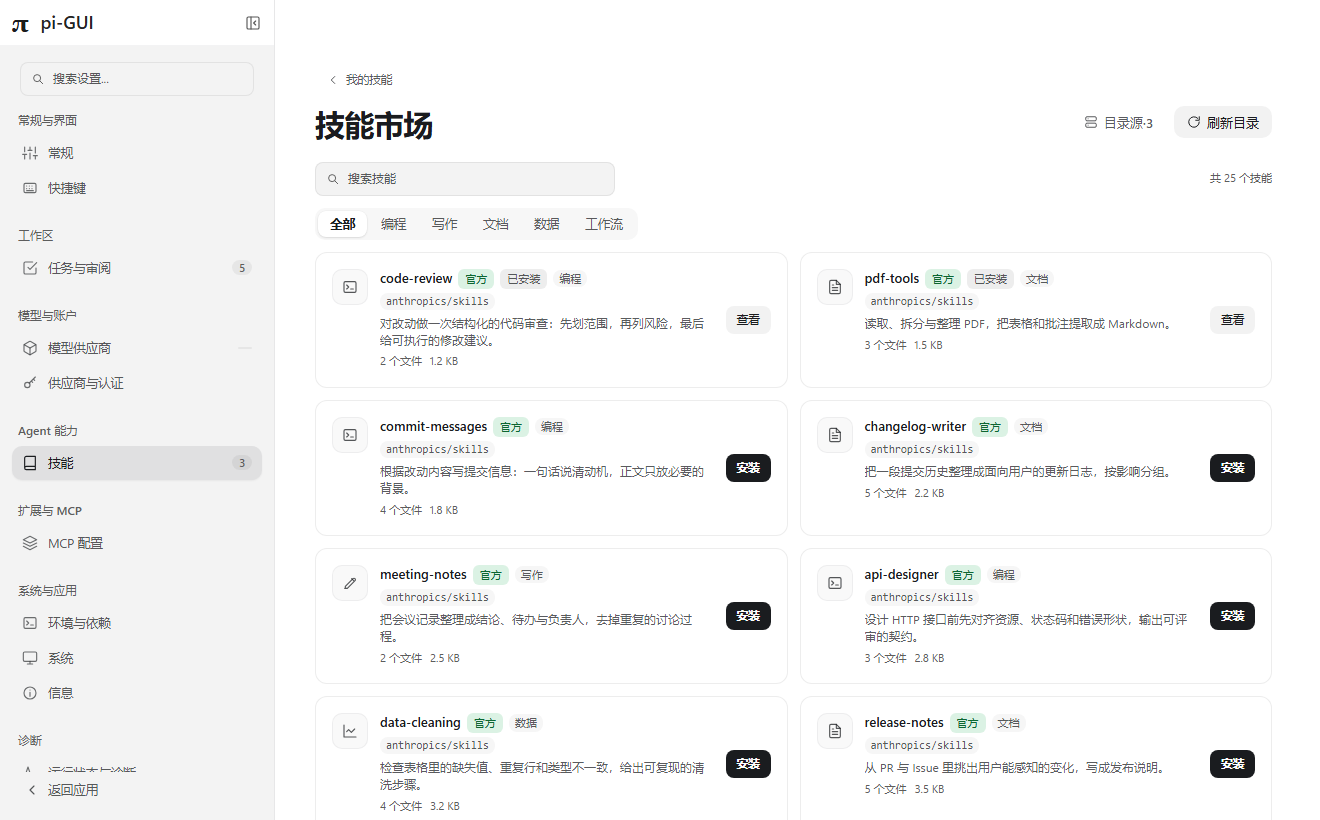 π pi-GUI
搜索设置...
常规与界面
常规
快捷键
工作区
任务与审阅 5
模型与账户
模型供应商
供应商与认证
Agent 能力
技能 3
扩展与 MCP
MCP 配置
系统与应用
环境与依赖
系统
信息
诊断
运行状态与诊断
返回应用
我的技能
技能市场
目录源·3
刷新目录
搜索技能
共 25 个技能
全部 编程 写作 文档 数据 工作流
code-review 官方 已安装 编程
anthropics/skills
对改动做一次结构化的代码审查：先划范围，再列风险，最后
给可执行的修改建议。
2 个文件 1.2 KB
查看
pdf-tools 官方 已安装 文档
anthropics/skills
读取、拆分与整理 PDF，把表格和批注提取成 Markdown。
3 个文件 1.5 KB
查看
commit-messages 官方 编程
anthropics/skills
根据改动内容写提交信息：一句话说清动机，正文只放必要的
背景。
4 个文件 1.8 KB
安装
changelog-writer 官方 文档
anthropics/skills
把一段提交历史整理成面向用户的更新日志，按影响分组。
5 个文件 2.2 KB
安装
meeting-notes 官方 写作
anthropics/skills
把会议记录整理成结论、待办与负责人，去掉重复的讨论过
程。
2 个文件 2.5 KB
安装
api-designer 官方 编程
anthropics/skills
设计 HTTP 接口前先对齐资源、状态码和错误形状，输出可评
审的契约。
3 个文件 2.8 KB
安装
data-cleaning 官方 数据
anthropics/skills
检查表格里的缺失值、重复行和类型不一致，给出可复现的清
洗步骤。
4 个文件 3.2 KB
安装
release-notes 官方 文档
anthropics/skills
从 PR 与 Issue 里挑出用户能感知的变化，写成发布说明。
5 个文件 3.5 KB
安装